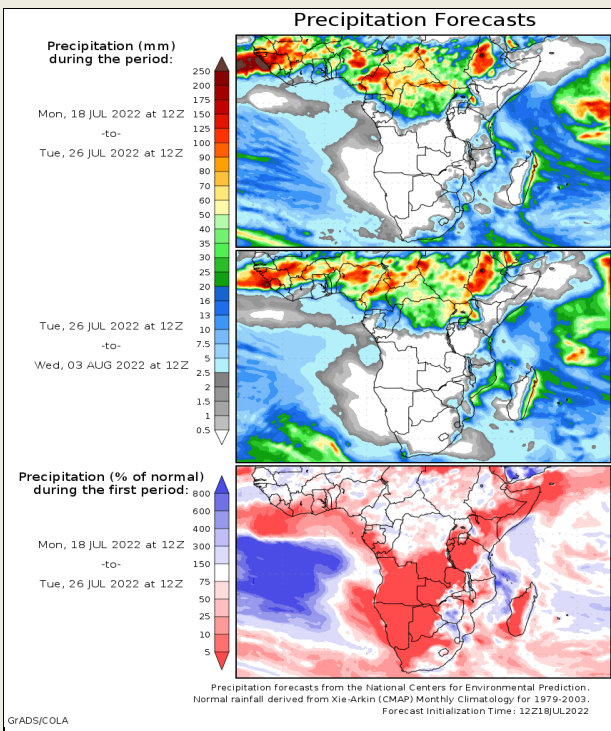 Precipitation Forecasts
Precipitation (mm)
during the period:
Mon, 18 JUL 2022 at 12Z
-to-
Tue, 26 JUL 2022 at 12Z
250
200
175
150
125
100
90
80
70
60
50
40
35
30
25
20
16
13
10
7.5
5
2.5
2
1.5
1
0.5
Tue, 26 JUL 2022 at 12Z
-to-
Wed, 03 AUG 2022 at 12Z
Precipitation (% of normal)
during the first period:
Mon, 18 JUL 2022 at 12Z
-to-
Tue, 26 JUL 2022 at 12Z
800
600
400
300
150
75
50
25
10
5
Precipitation forecasts from the National Centers for Environmental Prediction.
Normal rainfall derived from Xie-Arkin (CMAP) Monthly Climatology for 1979-2003.
Forecast Initialization Time: 12Z18JUL2022
GrADS/COLA